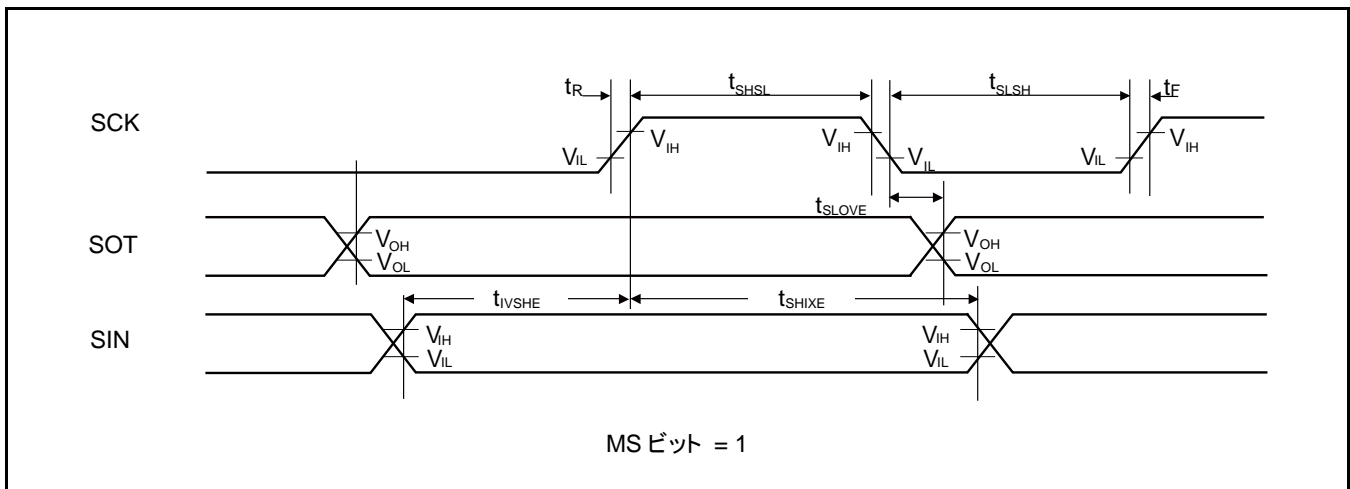 tR tSHSL tSLSH tF
SCK
VIH VIH VIH
VIL VIL VIL
tSLOVE
SOT
VOH VOH
VOL VOL
tIVSHE tSHIXE
SIN
VIH VIH
VIL VIL
MS ビット = 1